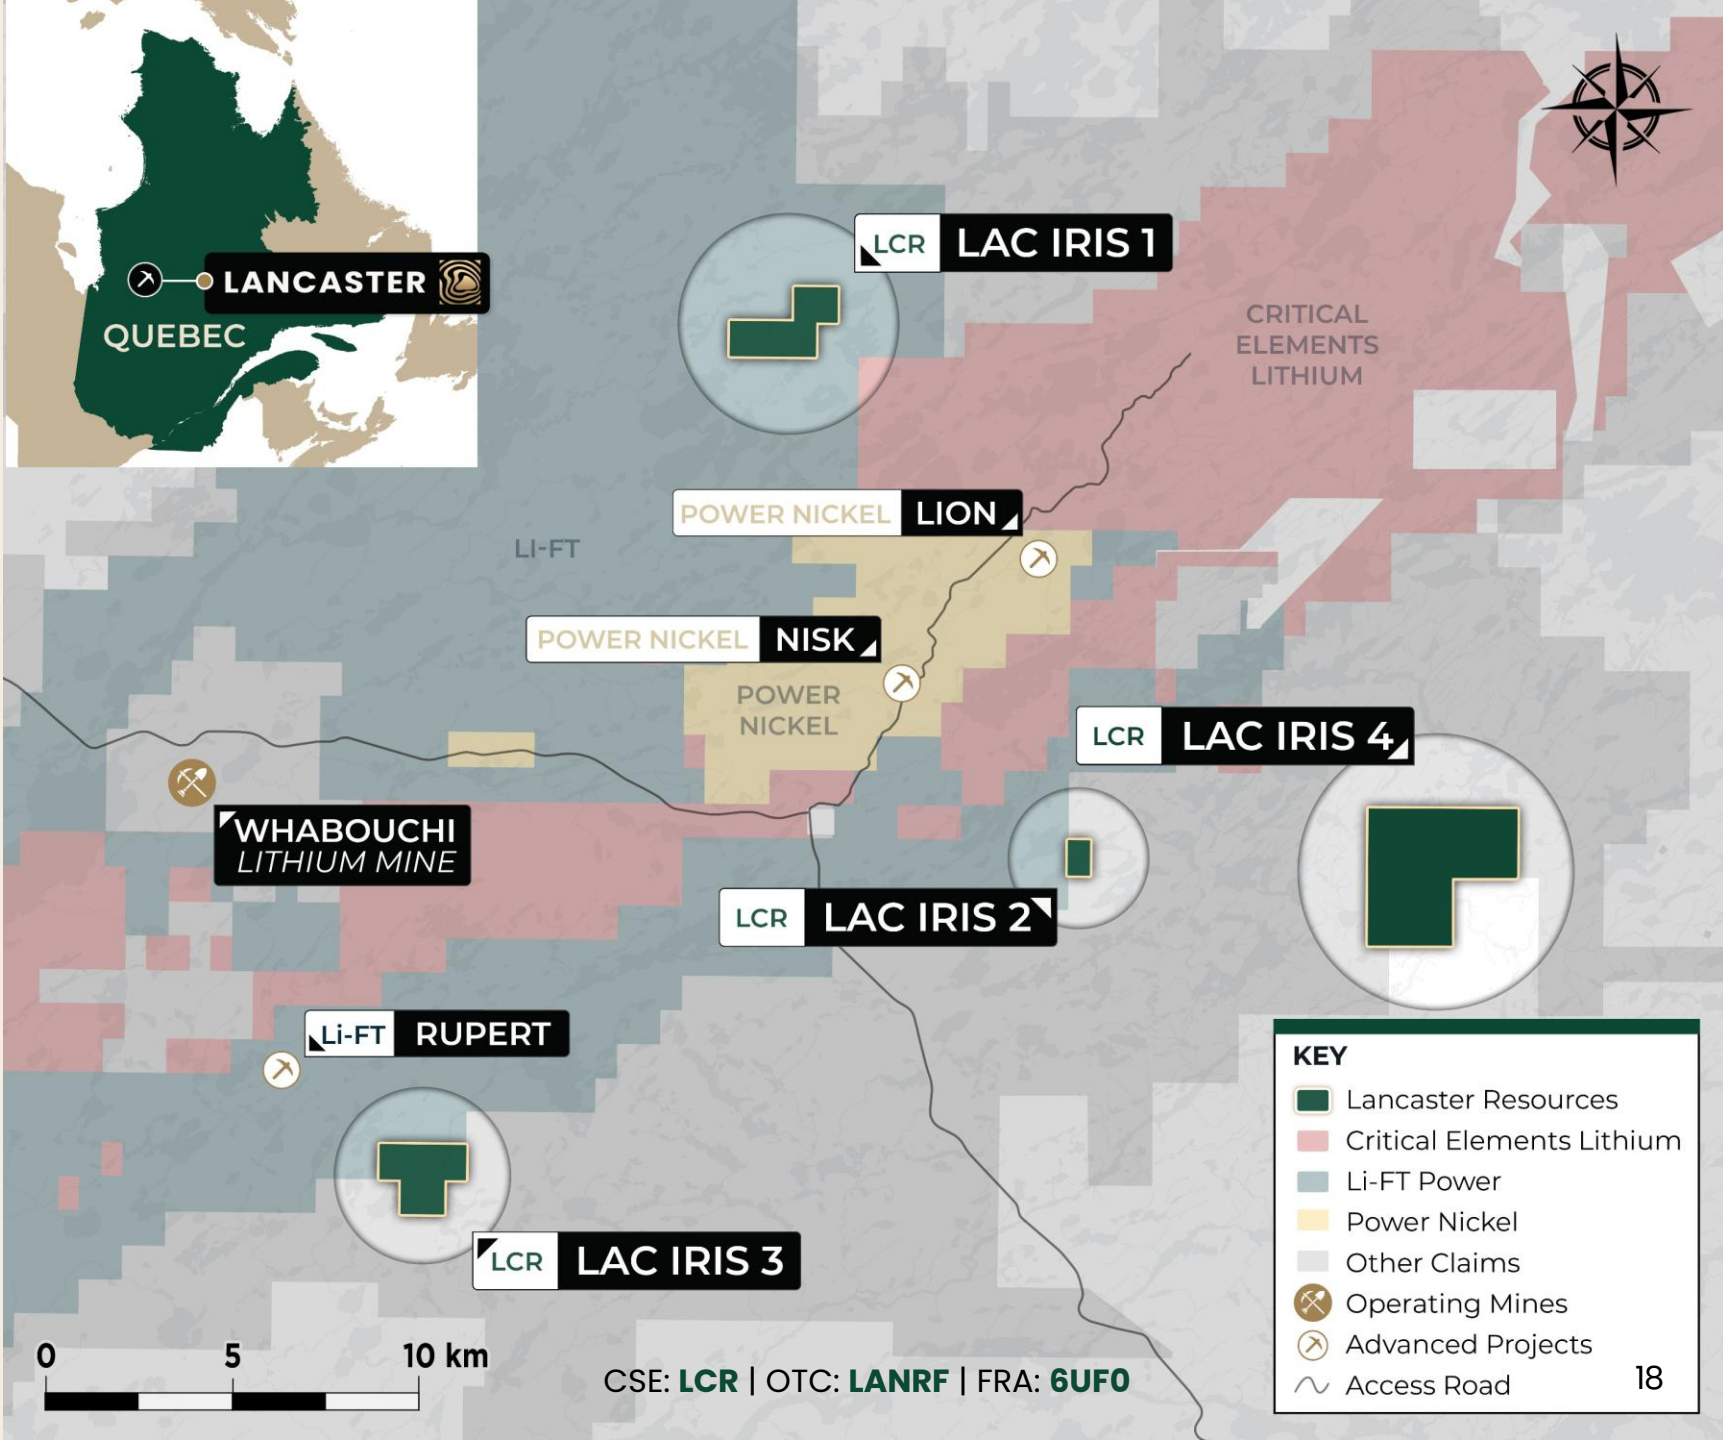 LANCASTER
QUEBEC
LCR LAC IRIS 1
CRITICAL
ELEMENTS
LITHIUM
POWER NICKEL LION
LI-FT
POWER NICKEL NISK
POWER
NICKEL
LCR LAC IRIS 4
WHABOUCHI
LITHIUM MINE
LCR LAC IRIS 2
Li-FT RUPERT
LCR LAC IRIS 3
KEY
Lancaster Resources
Critical Elements Lithium
Li-FT Power
Power Nickel
Other Claims
Operating Mines
Advanced Projects
Access Road
0 5 10 km
CSE: LCR | OTC: LANRF | FRA: 6UF0
18